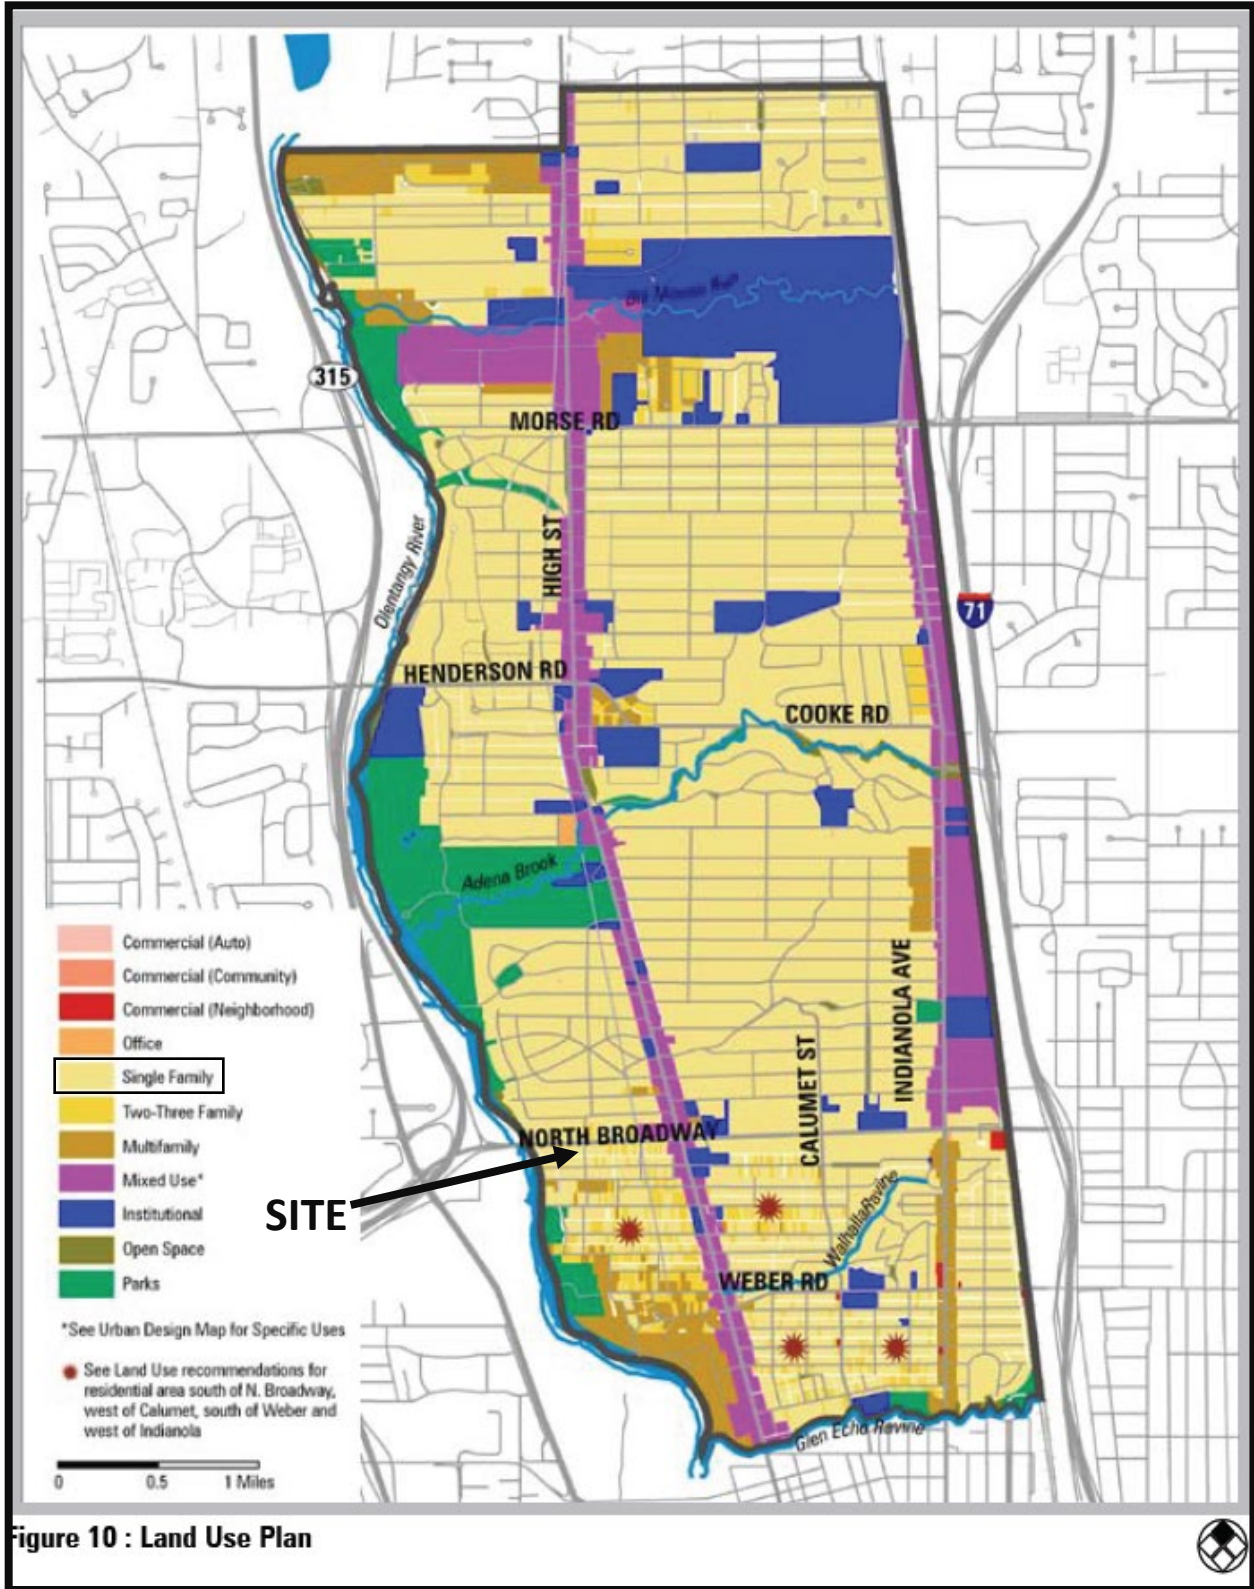 Big Walnut Run
315
MORSE RD
HIGH ST
Olentangy River
71
HENDERSON RD
COOKE RD
Adena Brook
INDIANOLA AVE
CALUMET ST
NORTH BROADWAY
SITE
Walhalla Ravine
WEBER RD
Glen Echo Ravine
Commercial (Auto)
Commercial (Community)
Commercial (Neighborhood)
Office
Single Family
Two-Three Family
Multifamily
Mixed Use*
Institutional
Open Space
Parks
*See Urban Design Map for Specific Uses
See Land Use recommendations for
residential area south of N. Broadway,
west of Calumet, south of Weber and
west of Indianola
0 0.5 1 Miles
Figure 10 : Land Use Plan